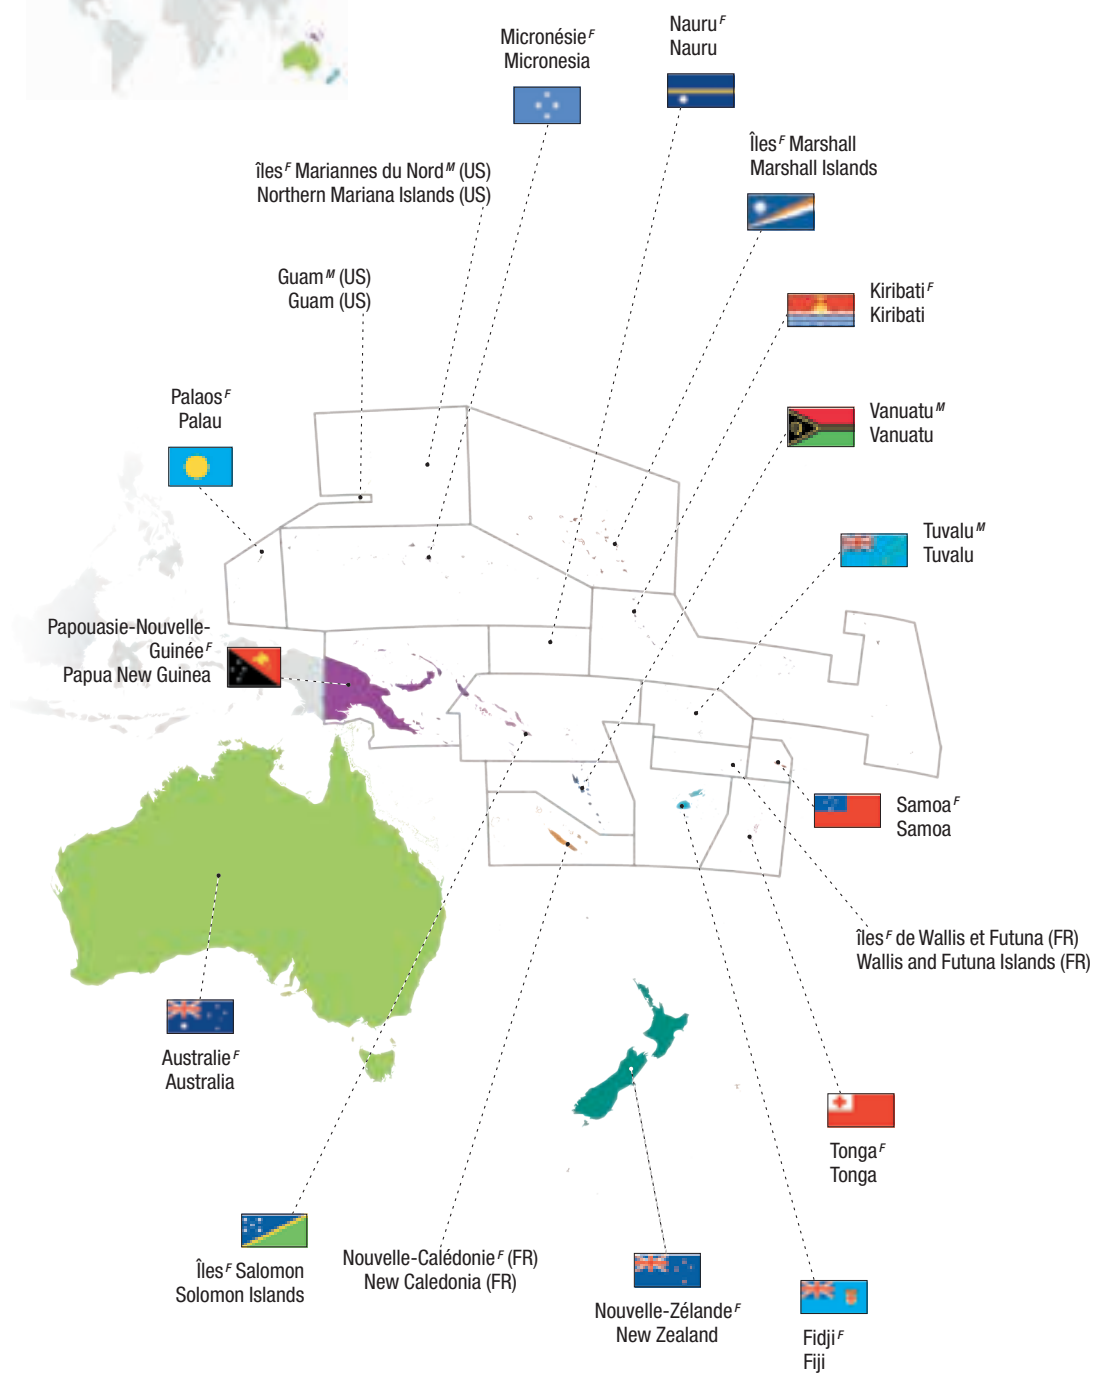 Nauru F
Nauru
Micronésie F
Micronesia
Îles F Marshall
Marshall Islands
îles F Mariannes du Nord M (US)
Northern Mariana Islands (US)
Guam M (US)
Guam (US)
Kiribati F
Kiribati
Palaos F
Palau
Vanuatu M
Vanuatu
Tuvalu M
Tuvalu
Papouasie-Nouvelle-
Guinée F
Papua New Guinea
Samoa F
Samoa
îles F de Wallis et Futuna (FR)
Wallis and Futuna Islands (FR)
Australie F
Australia
Tonga F
Tonga
Îles F Salomon
Solomon Islands
Nouvelle-Calédonie F (FR)
New Caledonia (FR)
Nouvelle-Zélande F
New Zealand
Fidji F
Fiji